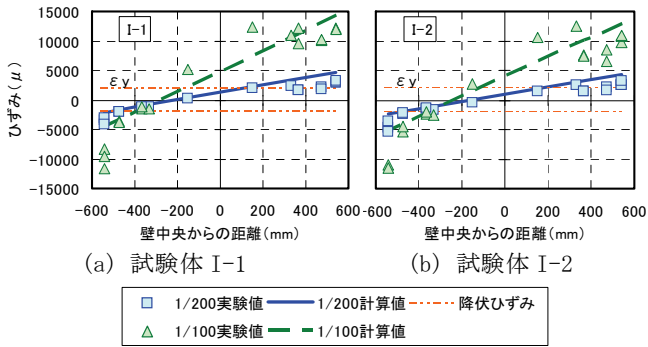 15000
10000
5000
0
-5000
-10000
-15000
ひずみ(μ)
I-1
εy
-600 -400 -200 0 200 400 600
壁中央からの距離(mm)
(a) 試験体 I-1
I-2
εy
-600 -400 -200 0 200 400 600
壁中央からの距離(mm)
(b) 試験体 I-2
1/200実験値 1/200計算値 降伏ひずみ
1/100実験値 1/100計算値